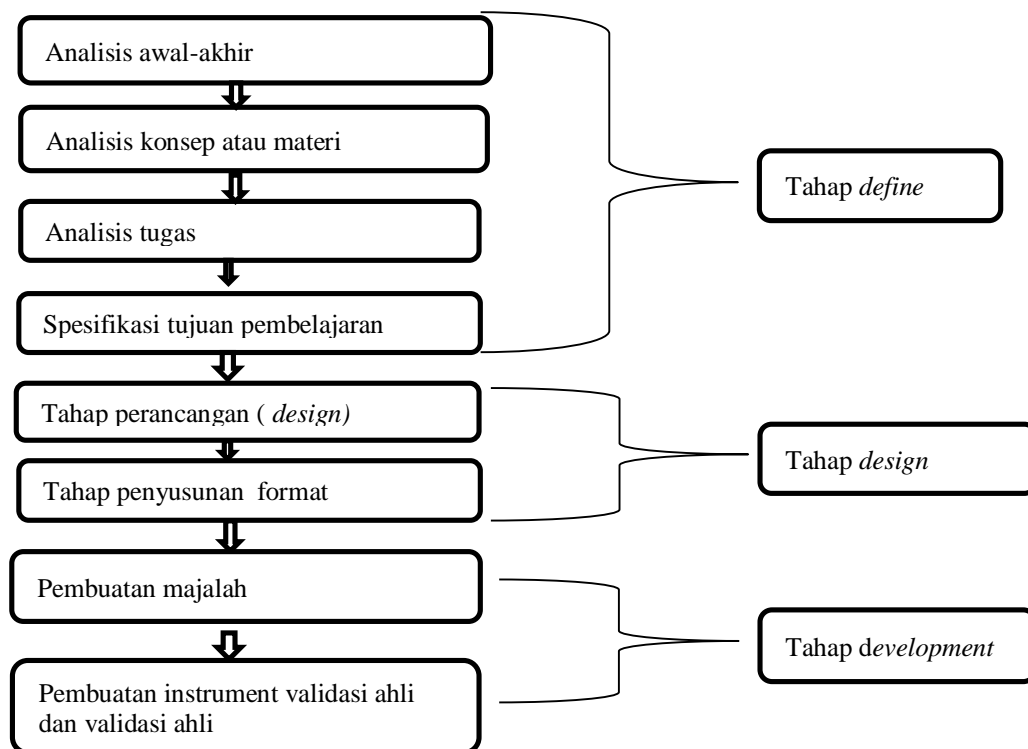 Analisis awal-akhir
Analisis konsep atau materi
Analisis tugas
Spesifikasi tujuan pembelajaran
Tahap define
Tahap perancangan ( design)
Tahap penyusunan format
Tahap design
Pembuatan majalah
Pembuatan instrument validasi ahli
dan validasi ahli
Tahap development